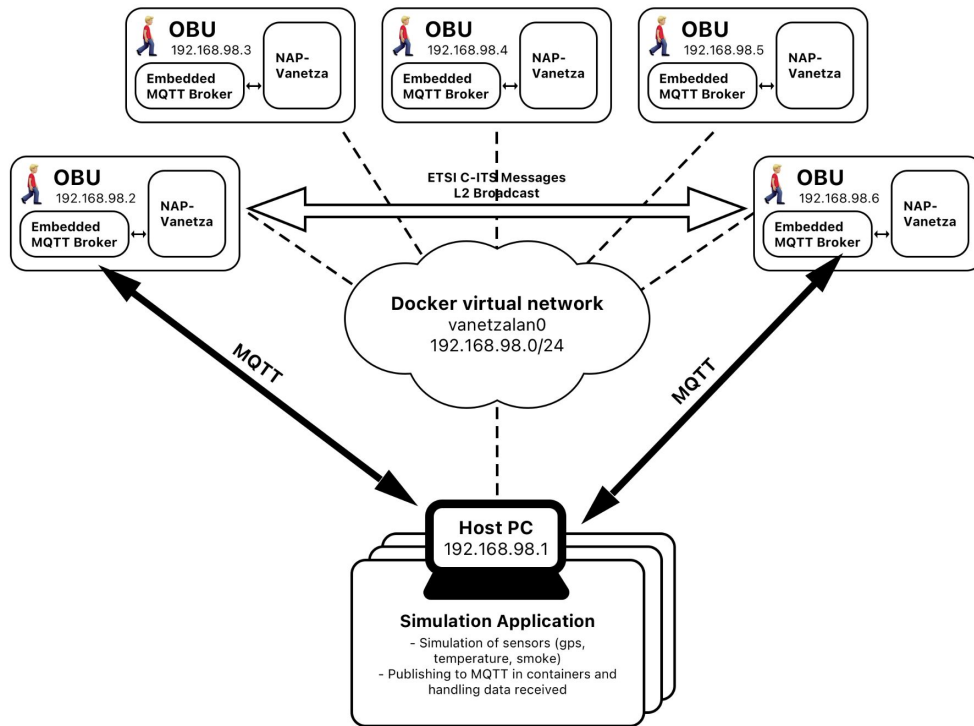 OBU
192.168.98.3
NAP-
Vanetza
Embedded
MQTT Broker
OBU
192.168.98.4
NAP-
Vanetza
Embedded
MQTT Broker
OBU
192.168.98.5
NAP-
Vanetza
Embedded
MQTT Broker
OBU
192.168.98.2
NAP-
Vanetza
Embedded
MQTT Broker
ETSI C-ITS Messages
L2 Broadcast
OBU
192.168.98.6
NAP-
Vanetza
Embedded
MQTT Broker
Docker virtual network
vanetzalan0
192.168.98.0/24
MQTT
MQTT
Host PC
192.168.98.1
Simulation Application
- Simulation of sensors (gps,
temperature, smoke)
- Publishing to MQTT in containers and
handling data received